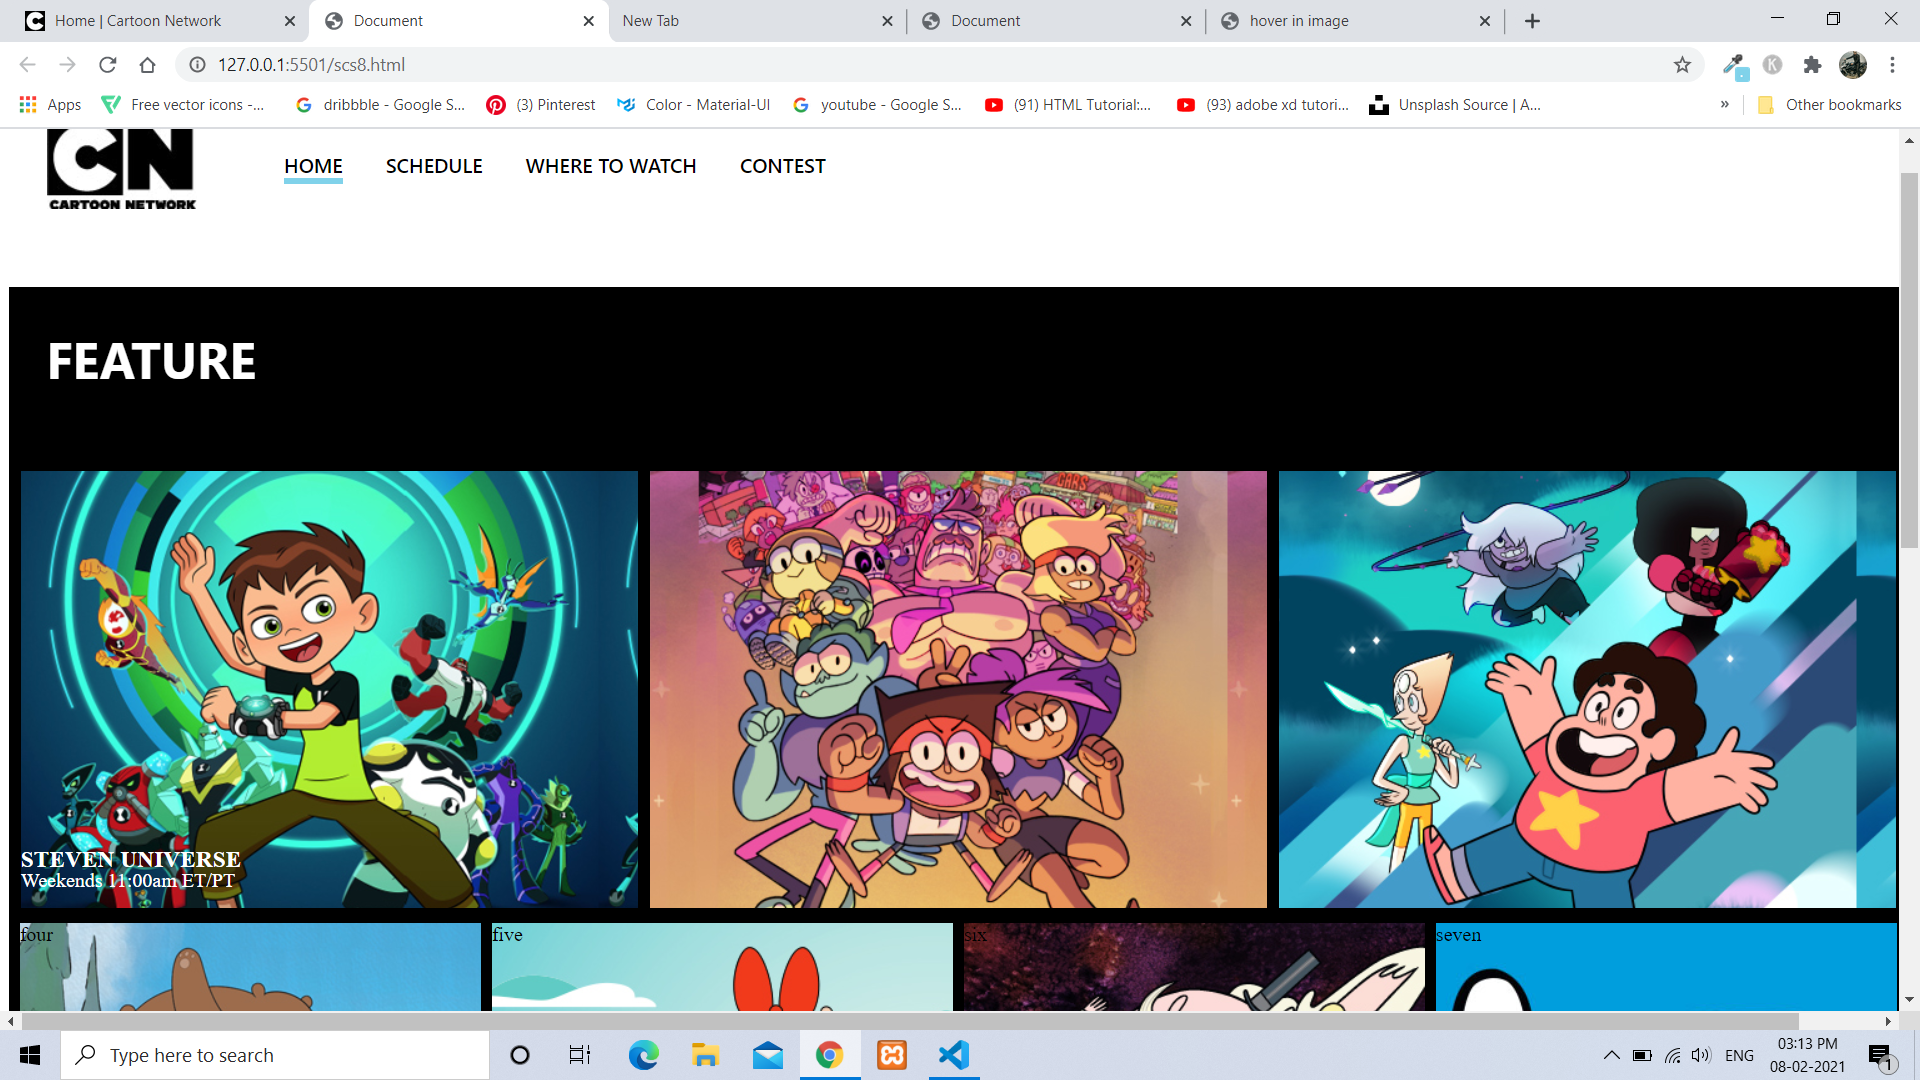 Home | Cartoon Network
Document
New Tab
Document
hover in image
127.0.0.1:5501/scs8.html
K
Apps
Free vector icons -...
dribbble - Google S...
(3) Pinterest
Color - Material-UI
youtube - Google S...
(91) HTML Tutorial:...
(93) adobe xd tutori...
Unsplash Source | A...
»
Other bookmarks
CN
CARTOON NETWORK
HOME
SCHEDULE
WHERE TO WATCH
CONTEST
FEATURE
CARS
STEVEN UNIVERSE
Weekends 11:00am ET/PT
four
five
six
seven
Type here to search
ENG
03:13 PM
08-02-2021
1